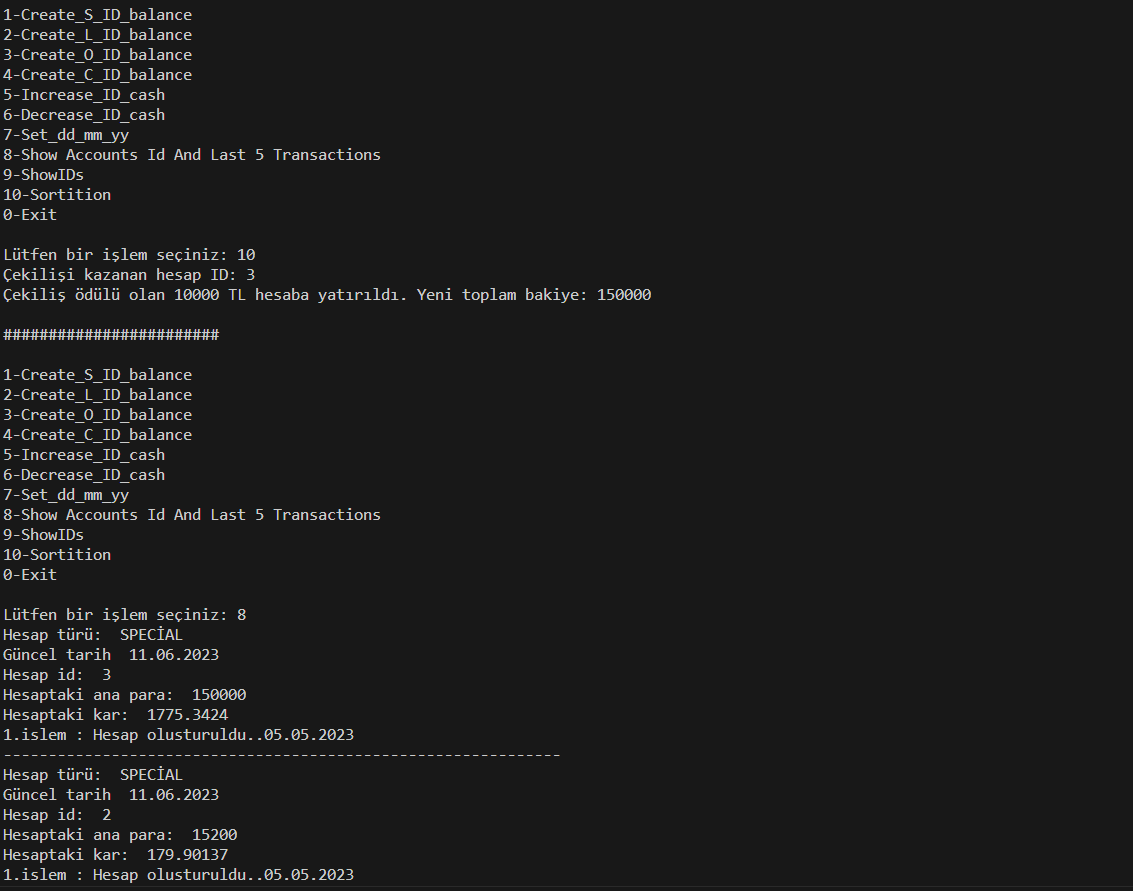 1-Create_S_ID_balance
2-Create_L_ID_balance
3-Create_O_ID_balance
4-Create_C_ID_balance
5-Increase_ID_cash
6-Decrease_ID_cash
7-Set_dd_mm_yy
8-Show Accounts Id And Last 5 Transactions
9-ShowIDs
10-Sortition
0-Exit
Lütfen bir işlem seçiniz: 10
Çekilişi kazanan hesap ID: 3
Çekiliş ödülü olan 10000 TL hesaba yatırıldı. Yeni toplam bakiye: 150000
########################
1-Create_S_ID_balance
2-Create_L_ID_balance
3-Create_O_ID_balance
4-Create_C_ID_balance
5-Increase_ID_cash
6-Decrease_ID_cash
7-Set_dd_mm_yy
8-Show Accounts Id And Last 5 Transactions
9-ShowIDs
10-Sortition
0-Exit
Lütfen bir işlem seçiniz: 8
Hesap türü:  SPECİAL
Güncel tarih  11.06.2023
Hesap id:  3
Hesaptaki ana para:  150000
Hesaptaki kar:  1775.3424
1.islem : Hesap olusturuldu..05.05.2023
--------------------------------------------------------------
Hesap türü:  SPECİAL
Güncel tarih  11.06.2023
Hesap id:  2
Hesaptaki ana para:  15200
Hesaptaki kar:  179.90137
1.islem : Hesap olusturuldu..05.05.2023